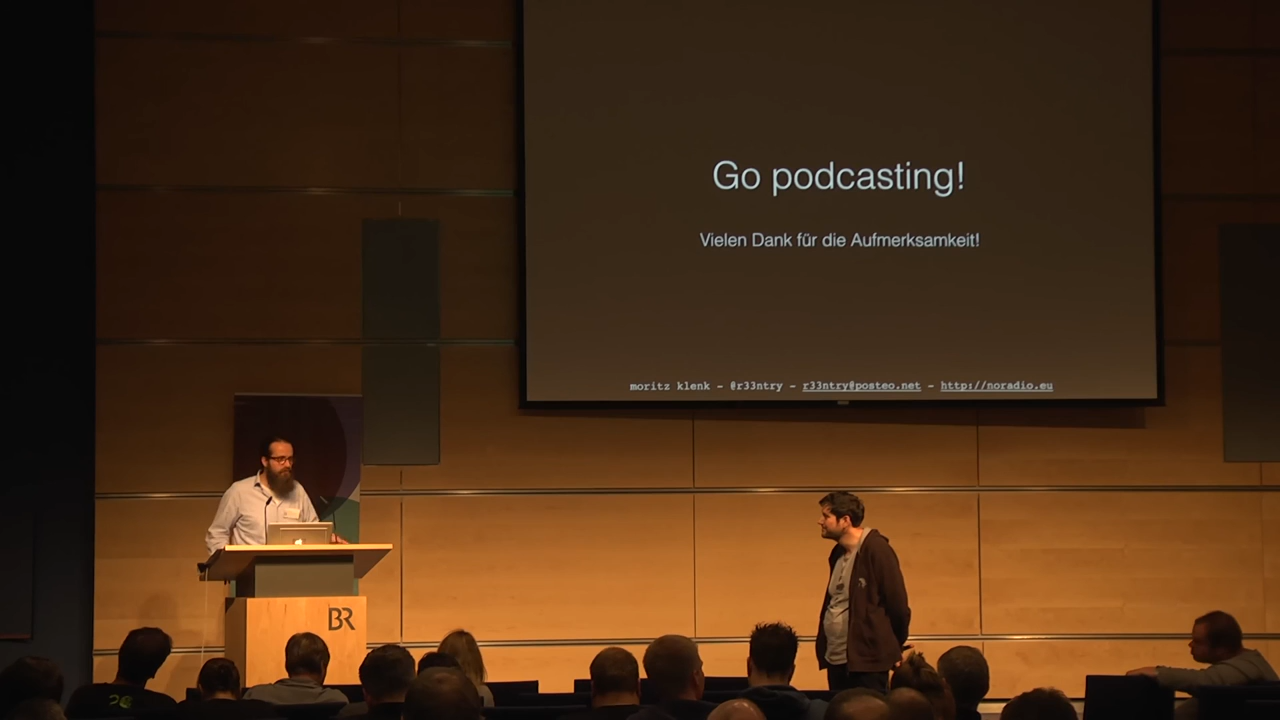 Go podcasting!
Vielen Dank für die Aufmerksamkeit!
moritz klenk - @r33ntry - r33ntry@posteo.net - http://noradio.eu
BR